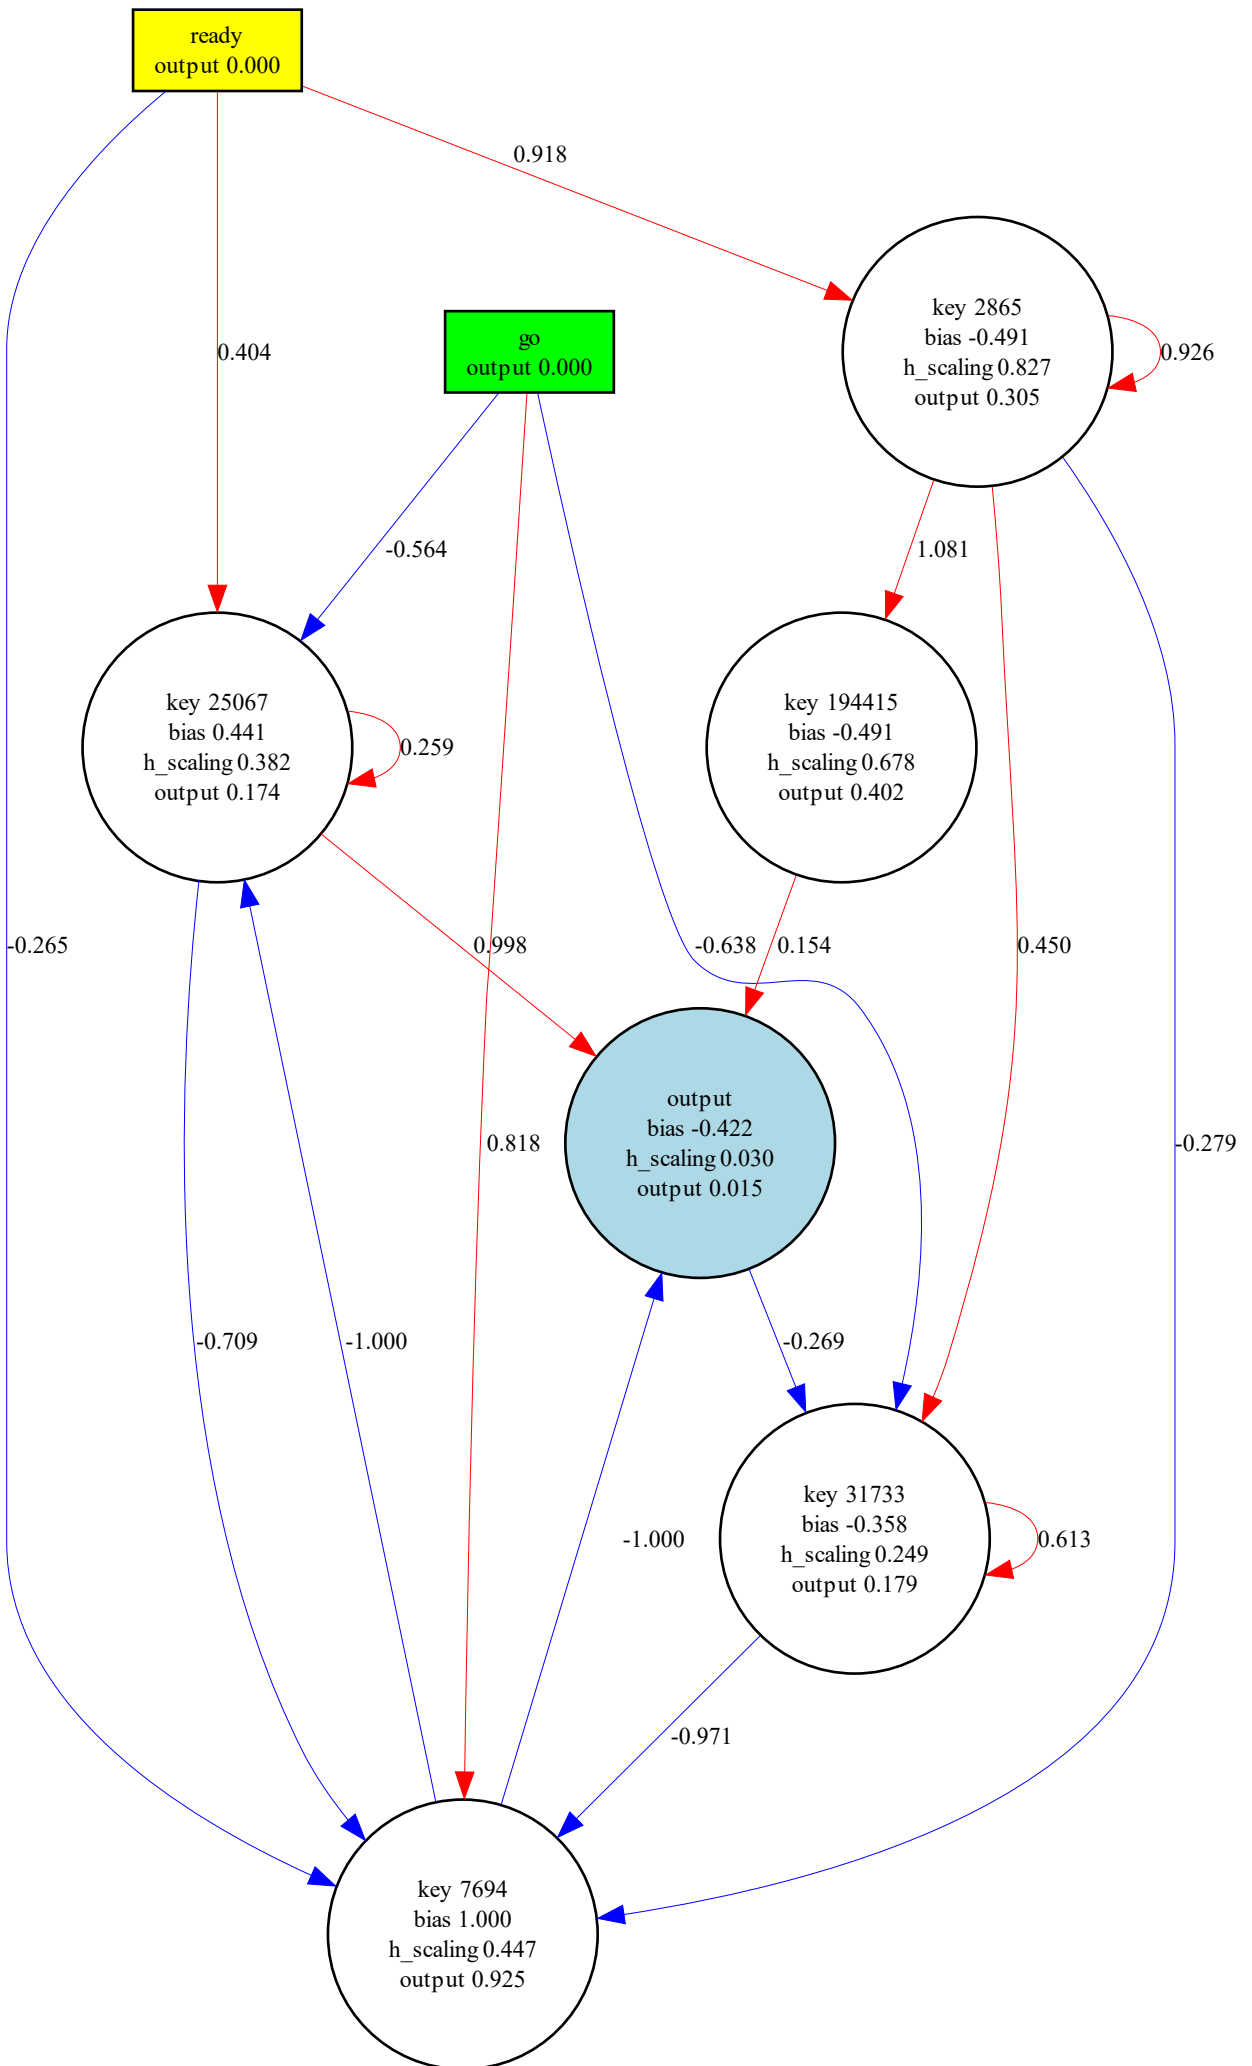 ready
output 0.000
0.918
key 2865
bias -0.491
h_scaling 0.827
output 0.305
0.926
go
output 0.000
0.404
-0.564
1.081
key 25067
bias 0.441
h_scaling 0.382
output 0.174
0.259
key 194415
bias -0.491
h_scaling 0.678
output 0.402
-0.265
0.998
-0.638
0.154
0.450
output
bias -0.422
h_scaling 0.030
output 0.015
0.818
-0.279
-0.709
-1.000
-0.269
-1.000
key 31733
bias -0.358
h_scaling 0.249
output 0.179
0.613
-0.971
key 7694
bias 1.000
h_scaling 0.447
output 0.925